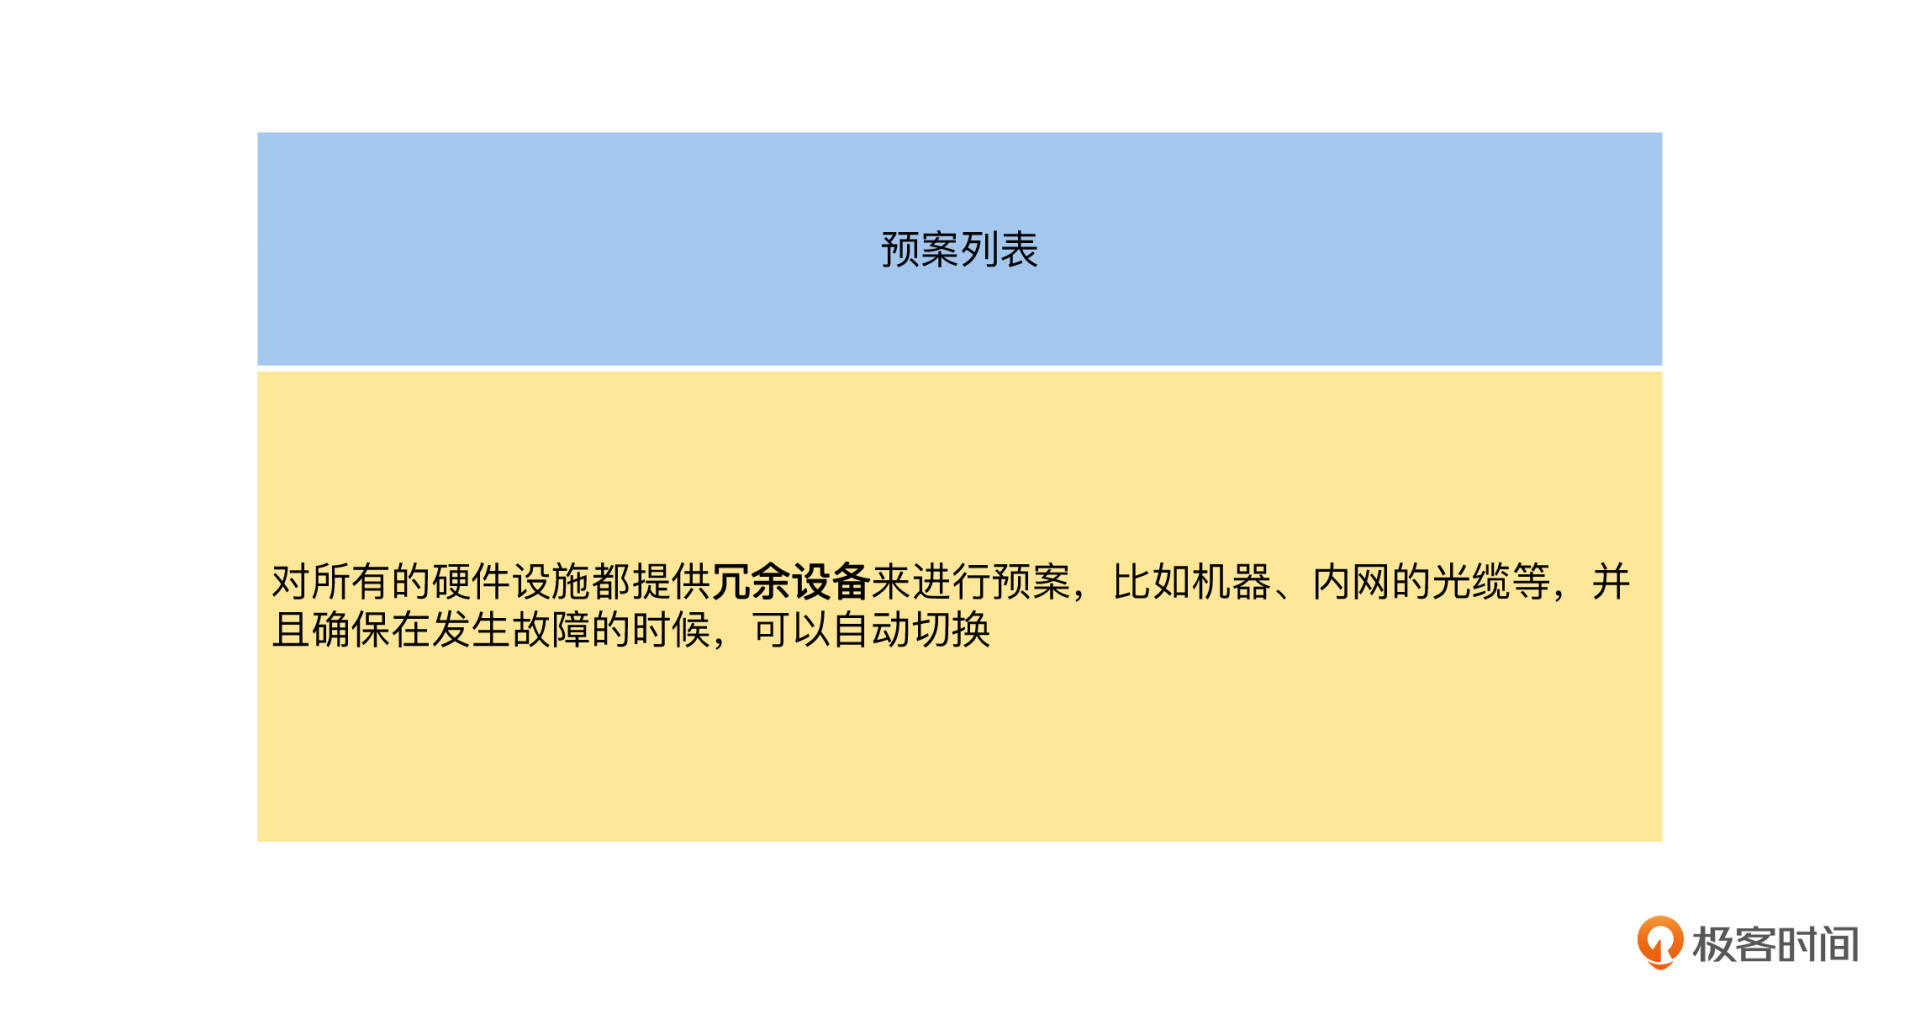 预案列表
对所有的硬件设施都提供冗余设备来进行预案，比如机器、内网的光缆等，并
且确保在发生故障的时候，可以自动切换
极客时间